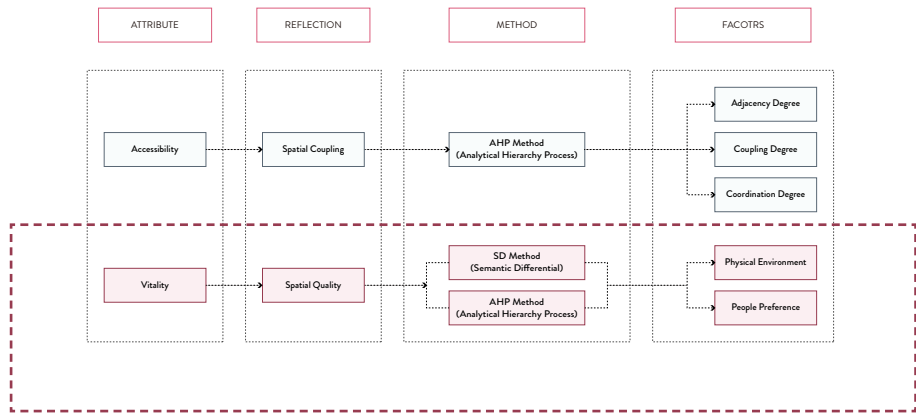 ATTRIBUTE
REFLECTION
METHOD
FACOTRS
Adjacency Degree
Accessibility
Spatial Coupling
AHP Method
(Analytical Hierarchy Process)
Coupling Degree
Coordination Degree
Vitality
Spatial Quality
SD Method
(Semantic Differential)
AHP Method
(Analytical Hierarchy Process)
Physical Environment
People Preference